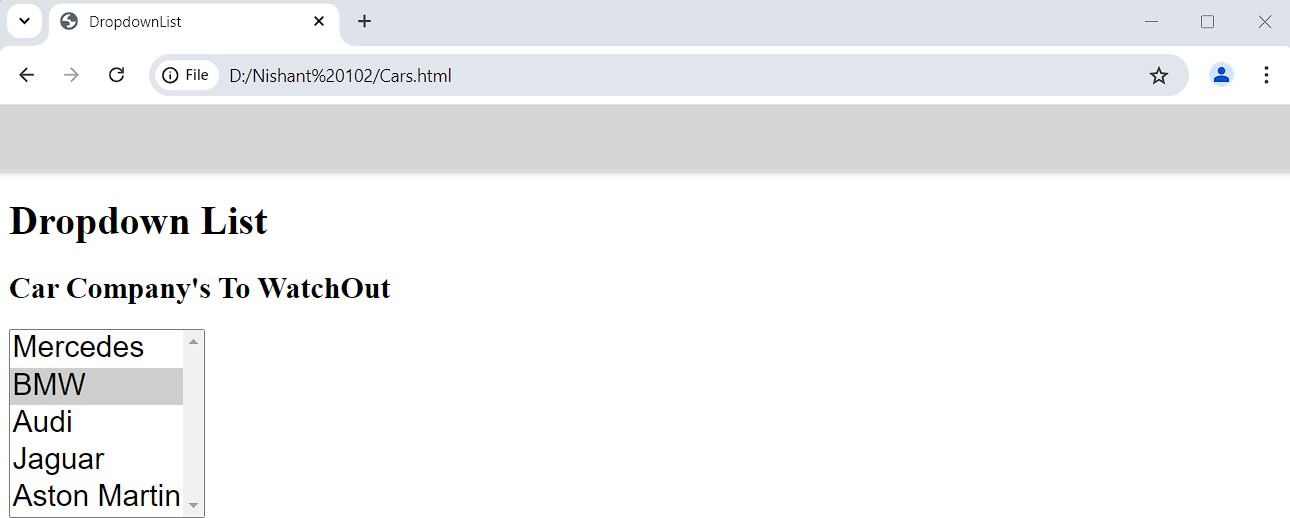 DropdownList
File D:/Nishant%20102/Cars.html
Dropdown List
Car Company's To WatchOut
Mercedes
BMW
Audi
Jaguar
Aston Martin